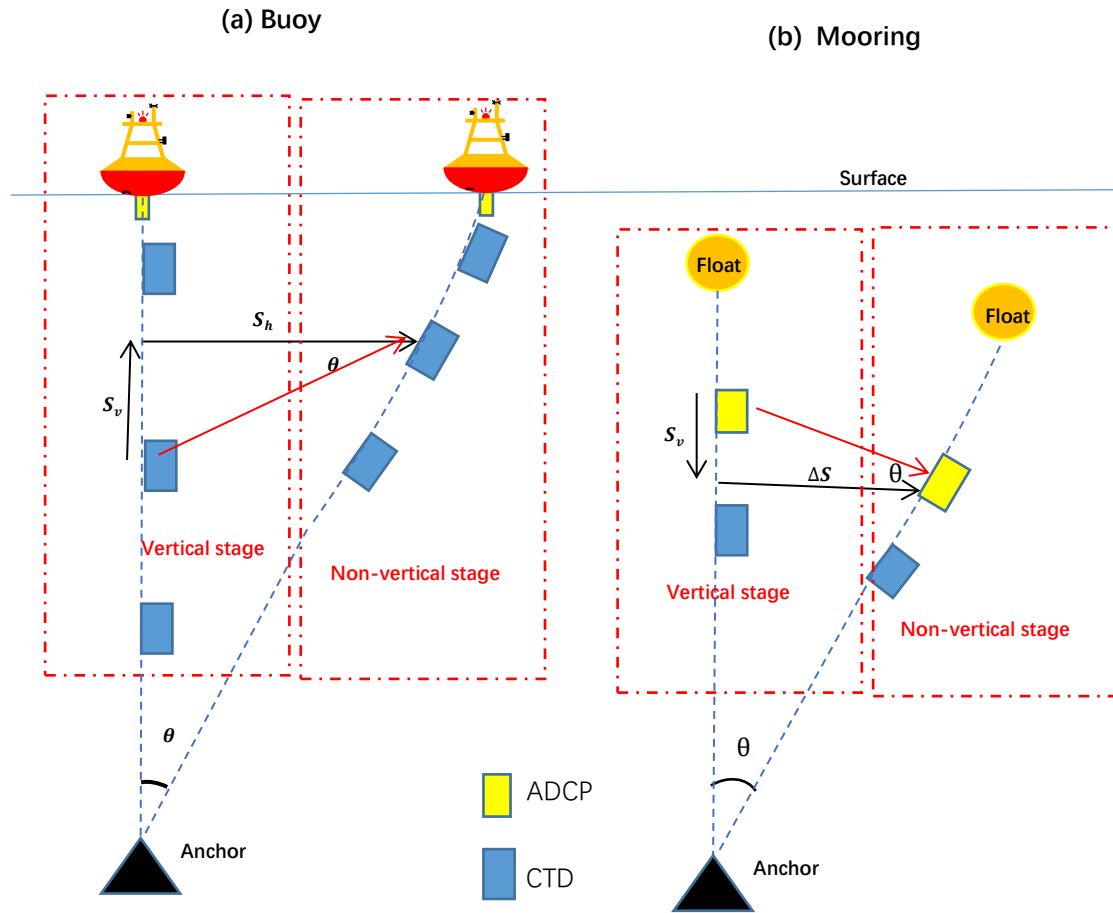 (a) Buoy
(b) Mooring
Surface
Float
Float
S_h
θ
S_v
S_v
ΔS
θ
Vertical stage
Non-vertical stage
Vertical stage
Non-vertical stage
θ
θ
ADCP
Anchor
CTD
Anchor